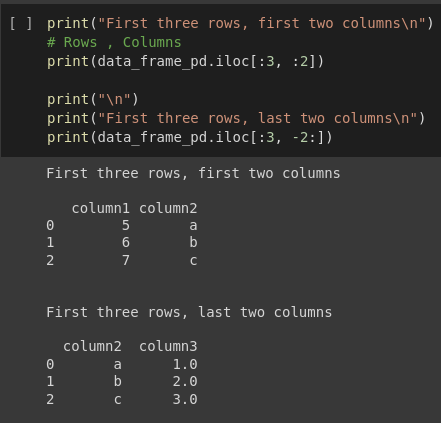 [ ] print("First three rows, first two columns\n")
# Rows , Columns
print(data_frame_pd.iloc[:3, :2])
print("\n")
print("First three rows, last two columns\n")
print(data_frame_pd.iloc[:3, -2:])
First three rows, first two columns
column1 column2
0 5 a
1 6 b
2 7 c
First three rows, last two columns
column2 column3
0 a 1.0
1 b 2.0
2 c 3.0